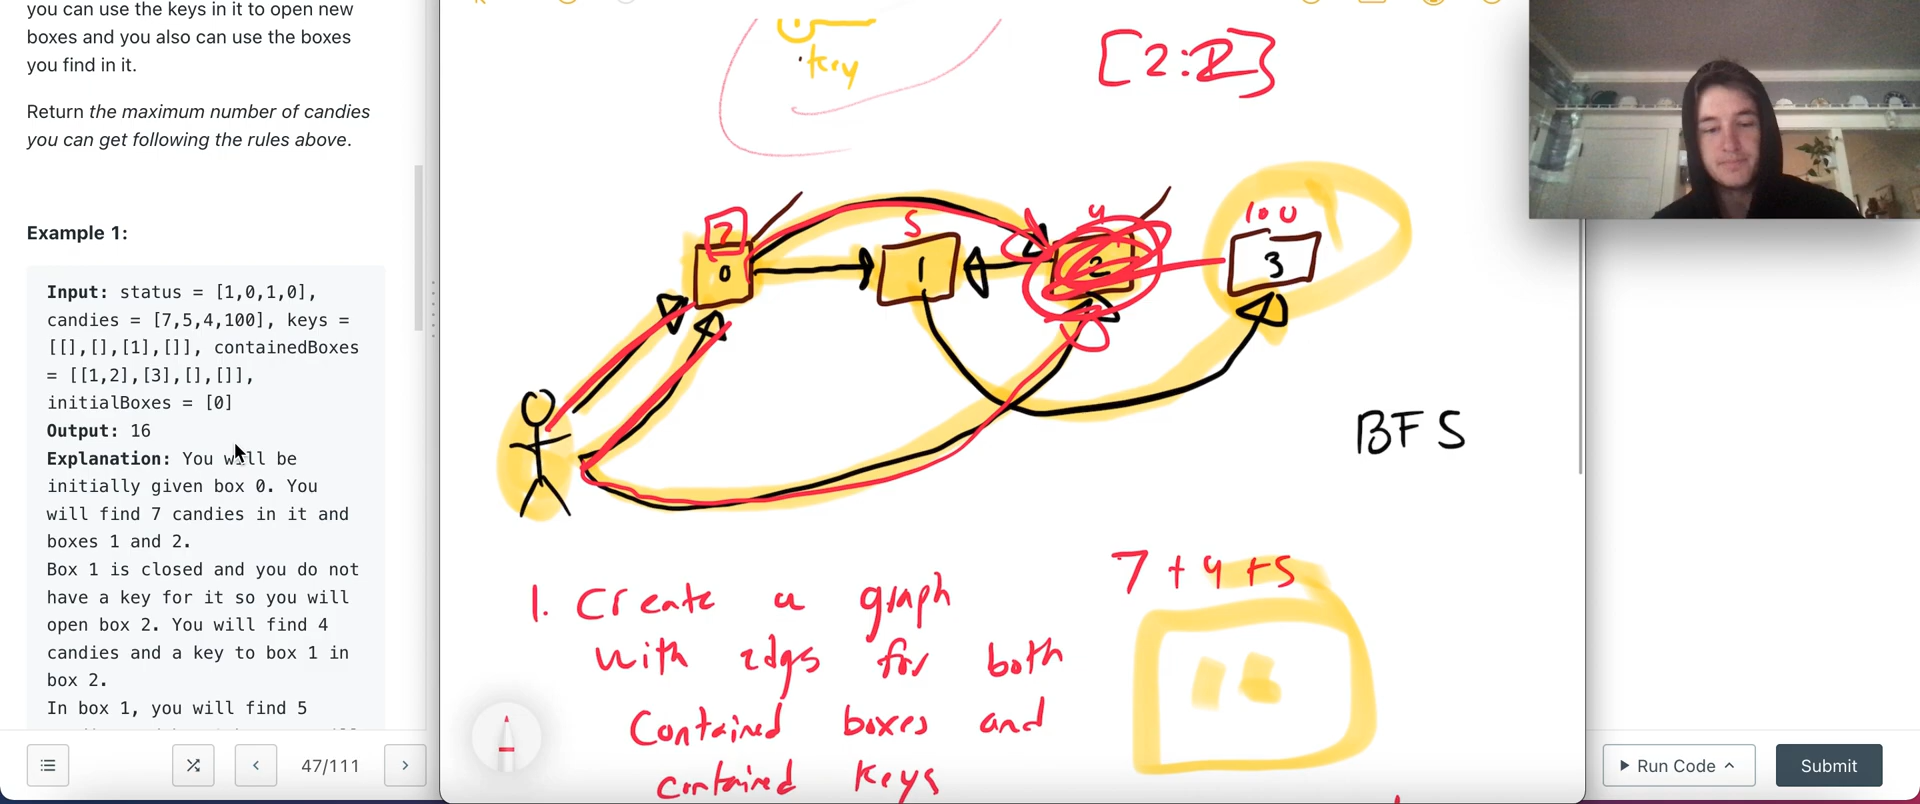 you can use the keys in it to open new
boxes and you also can use the boxes
you find in it.
Return the maximum number of candies
you can get following the rules above.
Example 1:
Input: status = [1,0,1,0],
candies = [7,5,4,100], keys =
[[],[],[1],[]], containedBoxes
= [[1,2],[3],[],[]],
initialBoxes = [0]
Output: 16
Explanation: You will be
initially given box 0. You
will find 7 candies in it and
boxes 1 and 2.
Box 1 is closed and you do not
have a key for it so you will
open box 2. You will find 4
candies and a key to box 1 in
box 2.
In box 1, you will find 5
47/111
key
7 5 4 100
0 1 2 3
BFS
7 + 4 + 5
16
1. Create a graph
with edgs for both
Contained boxes and
contained keys
Run Code
Submit